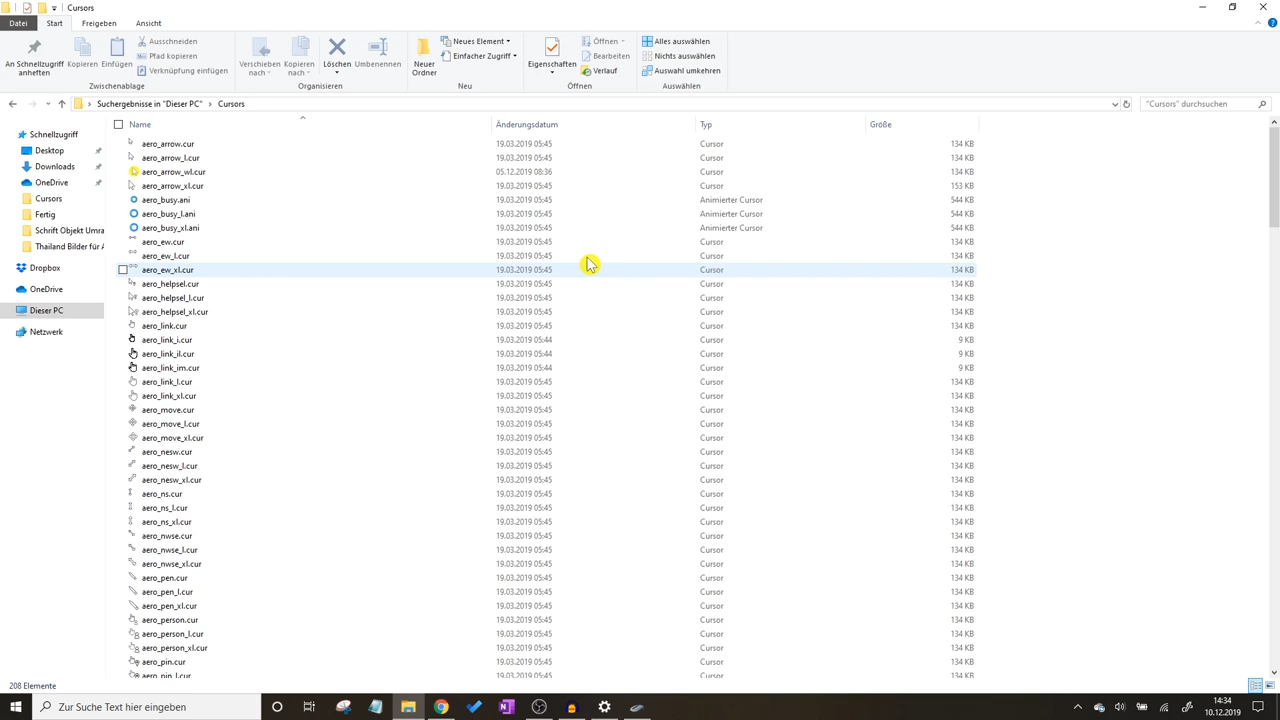 Cursors
Datei Start Freigeben Ansicht
An Schnellzugriff anheften
Kopieren
Einfügen
Ausschneiden
Pfad kopieren
Verknüpfung einfügen
Zwischenablage
Verschieben nach
Kopieren nach
Löschen
Umbenennen
Organisieren
Neuer Ordner
Neues Element
Einfacher Zugriff
Neu
Eigenschaften
Öffnen
Bearbeiten
Verlauf
Öffnen
Alles auswählen
Nichts auswählen
Auswahl umkehren
Auswählen
Suchergebnisse in "Dieser PC" > Cursors
"Cursors" durchsuchen
Schnellzugriff
Desktop
Downloads
OneDrive
Cursors
Fertig
Schrift Objekt Umra
Thailand Bilder für A
Dropbox
OneDrive
Dieser PC
Netzwerk
Name Änderungsdatum Typ Größe
aero_arrow.cur 19.03.2019 05:45 Cursor 134 KB
aero_arrow_l.cur 19.03.2019 05:45 Cursor 134 KB
aero_arrow_wl.cur 05.12.2019 08:36 Cursor 134 KB
aero_arrow_xl.cur 19.03.2019 05:45 Cursor 153 KB
aero_busy.ani 19.03.2019 05:45 Animierter Cursor 544 KB
aero_busy_l.ani 19.03.2019 05:45 Animierter Cursor 544 KB
aero_busy_xl.ani 19.03.2019 05:45 Animierter Cursor 544 KB
aero_ew.cur 19.03.2019 05:45 Cursor 134 KB
aero_ew_l.cur 19.03.2019 05:45 Cursor 134 KB
aero_ew_xl.cur 19.03.2019 05:45 Cursor 134 KB
aero_helpsel.cur 19.03.2019 05:45 Cursor 134 KB
aero_helpsel_l.cur 19.03.2019 05:45 Cursor 134 KB
aero_helpsel_xl.cur 19.03.2019 05:45 Cursor 134 KB
aero_link.cur 19.03.2019 05:45 Cursor 134 KB
aero_link_i.cur 19.03.2019 05:44 Cursor 9 KB
aero_link_il.cur 19.03.2019 05:44 Cursor 9 KB
aero_link_im.cur 19.03.2019 05:44 Cursor 9 KB
aero_link_l.cur 19.03.2019 05:45 Cursor 134 KB
aero_link_xl.cur 19.03.2019 05:45 Cursor 134 KB
aero_move.cur 19.03.2019 05:45 Cursor 134 KB
aero_move_l.cur 19.03.2019 05:45 Cursor 134 KB
aero_move_xl.cur 19.03.2019 05:45 Cursor 134 KB
aero_nesw.cur 19.03.2019 05:45 Cursor 134 KB
aero_nesw_l.cur 19.03.2019 05:45 Cursor 134 KB
aero_nesw_xl.cur 19.03.2019 05:45 Cursor 134 KB
aero_ns.cur 19.03.2019 05:45 Cursor 134 KB
aero_ns_l.cur 19.03.2019 05:45 Cursor 134 KB
aero_ns_xl.cur 19.03.2019 05:45 Cursor 134 KB
aero_nwse.cur 19.03.2019 05:45 Cursor 134 KB
aero_nwse_l.cur 19.03.2019 05:45 Cursor 134 KB
aero_nwse_xl.cur 19.03.2019 05:45 Cursor 134 KB
aero_pen.cur 19.03.2019 05:45 Cursor 134 KB
aero_pen_l.cur 19.03.2019 05:45 Cursor 134 KB
aero_pen_xl.cur 19.03.2019 05:45 Cursor 134 KB
aero_person.cur 19.03.2019 05:45 Cursor 134 KB
aero_person_l.cur 19.03.2019 05:45 Cursor 134 KB
aero_person_xl.cur 19.03.2019 05:45 Cursor 134 KB
aero_pin.cur 19.03.2019 05:45 Cursor 134 KB
aero_pin_l.cur 19.03.2019 05:45 Cursor 134 KB
208 Elemente
Zur Suche Text hier eingeben
14:34
10.12.2019